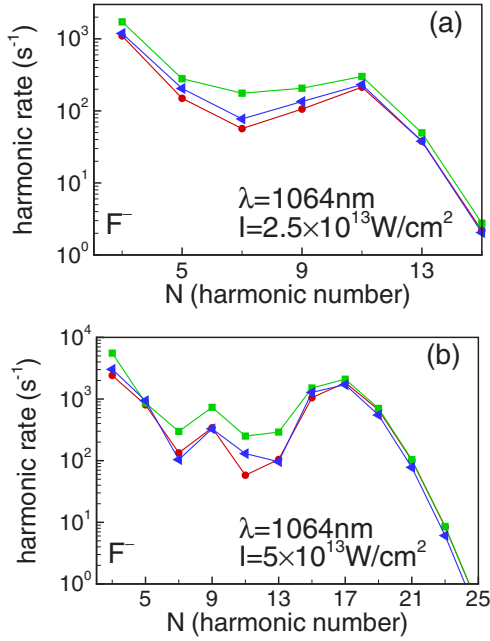 (a)
harmonic rate (s⁻¹)
10³
10²
10¹
10⁰
F⁻
λ=1064nm
I=2.5×10¹³W/cm²
5 9 13
N (harmonic number)
(b)
harmonic rate (s⁻¹)
10⁴
10³
10²
10¹
10⁰
F⁻
λ=1064nm
I=5×10¹³W/cm²
5 9 13 17 21 25
N (harmonic number)